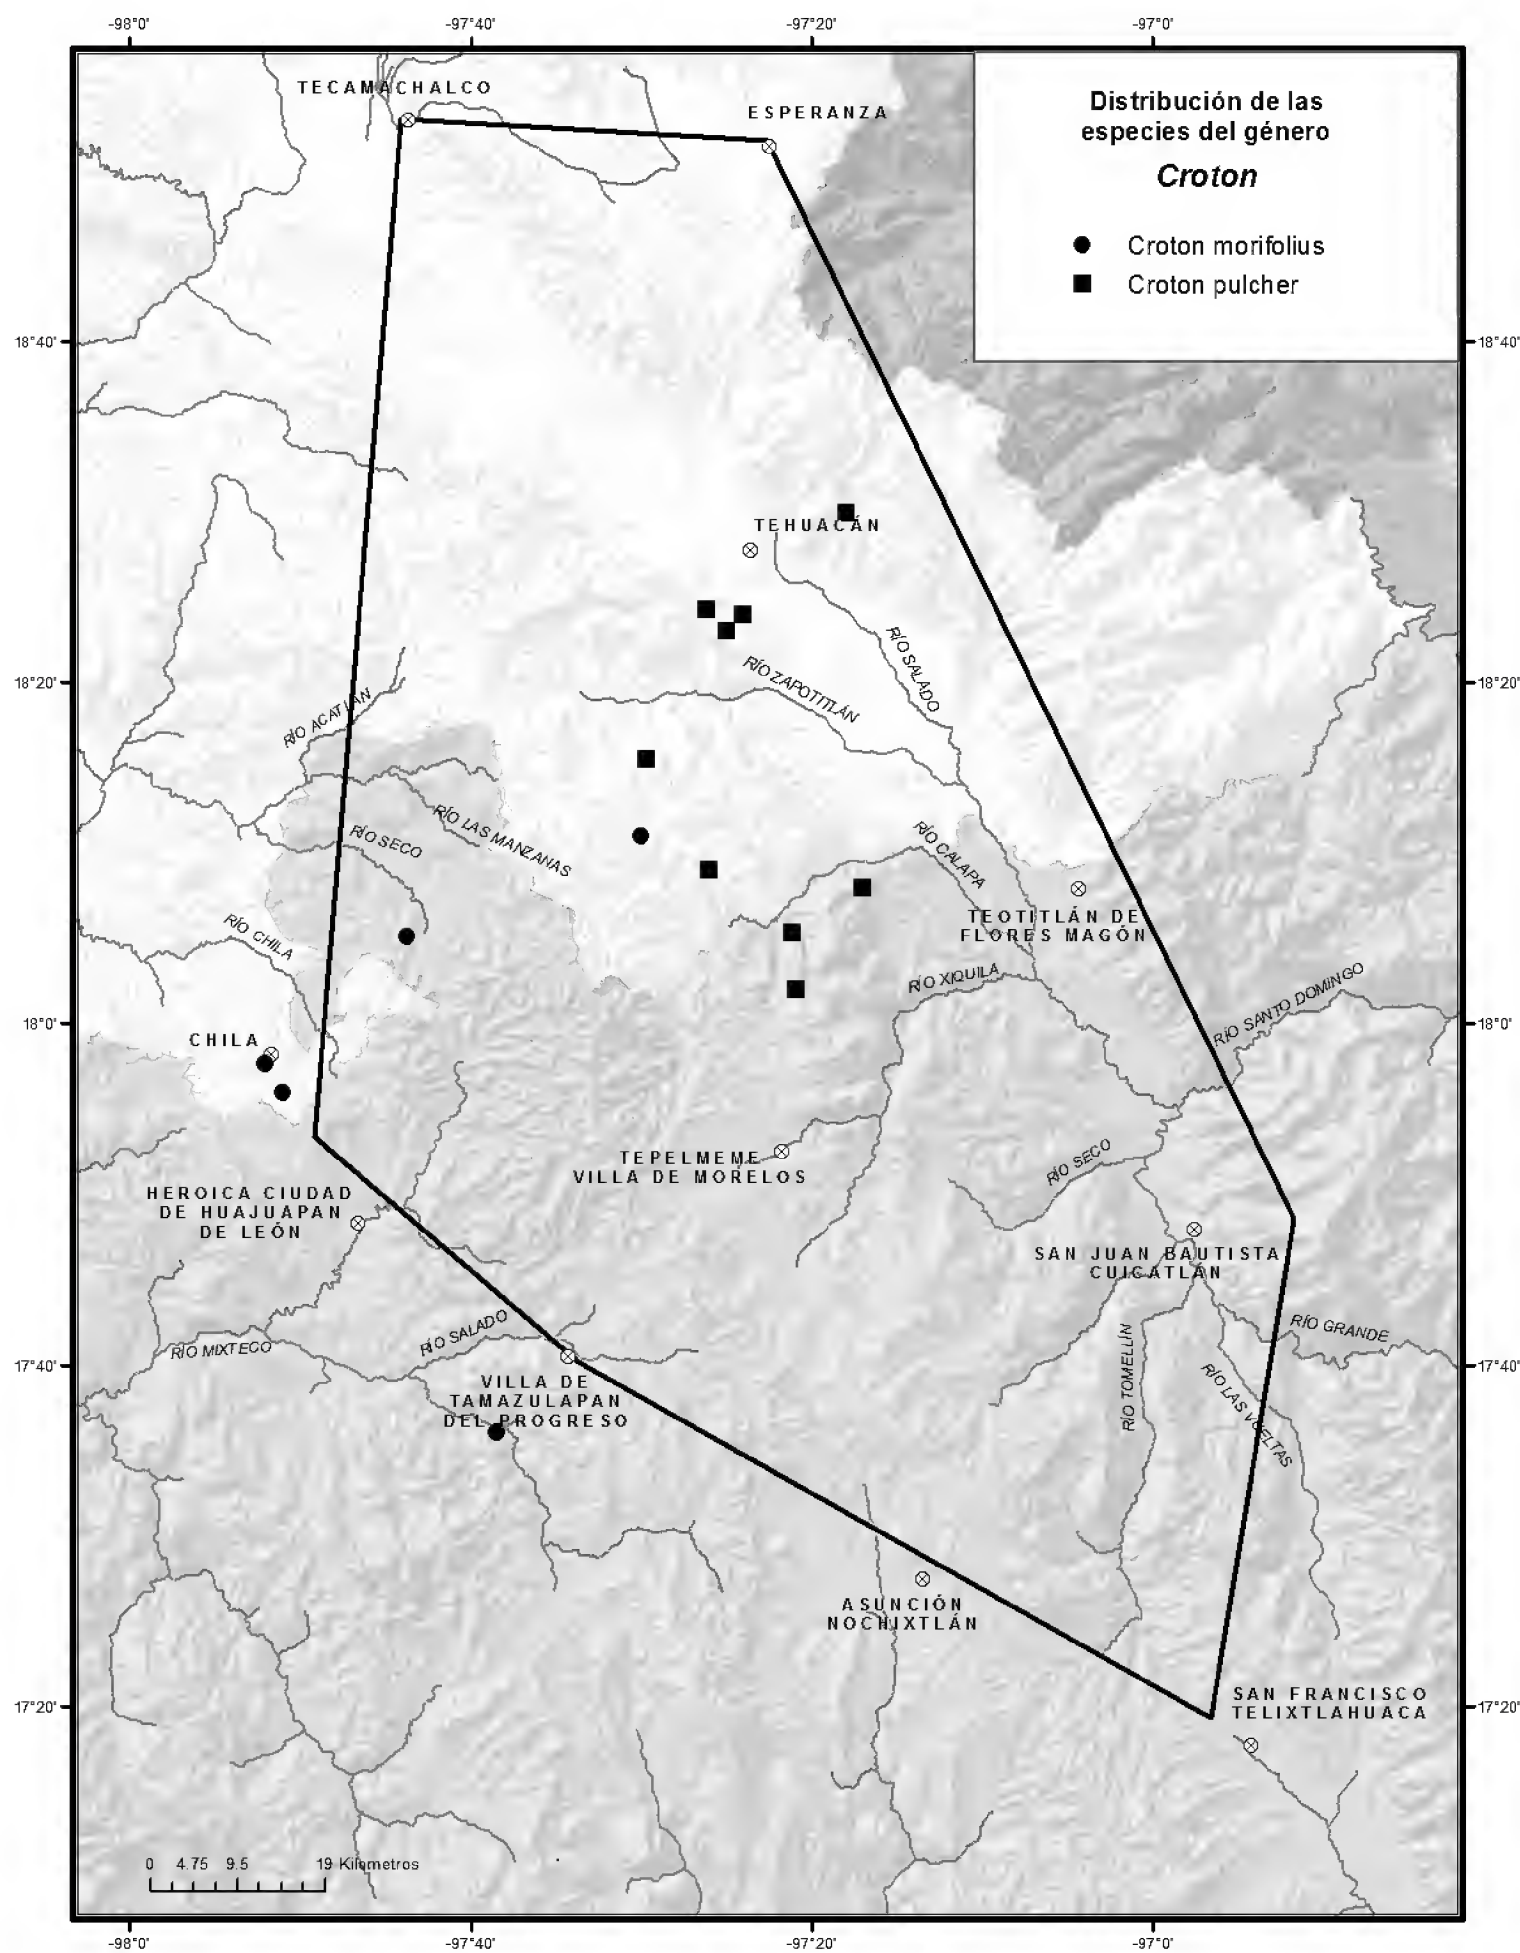 -98°0'
-97°40'
-97°20'
-97°0'
TECAMACHALCO
ESPERANZA
Distribución de las
especies del género
Croton
Croton morifolius
Croton pulcher
18°40'
18°40'
TEHUACÁN
RÍO SALADO
RÍO ZAPOTITLÁN
18°20'
18°20'
RÍO ACATLÁN
RÍO LAS MANZANAS
RÍO SECO
RÍO CALAPA
TEOTITLÁN DE
FLORES MAGÓN
RÍO CHILA
RÍO XIQUILA
RÍO SANTO DOMINGO
18°0'
18°0'
CHILA
TEPELMEME
VILLA DE MORELOS
RÍO SECO
HEROICA CIUDAD
DE HUAJUAPAN
DE LEÓN
SAN JUAN BAUTISTA
CUICATLÁN
RÍO SALADO
RÍO MIXTECO
RÍO GRANDE
17°40'
17°40'
RÍO TOMELLÍN
RÍO LAS VUELTAS
VILLA DE
TAMAZULAPAN
DEL PROGRESO
ASUNCIÓN
NOCHIXTLÁN
SAN FRANCISCO
TELIXTLAHUACA
17°20'
17°20'
0 4.75 9.5 19 Kilometros
-98°0'
-97°40'
-97°20'
-97°0'